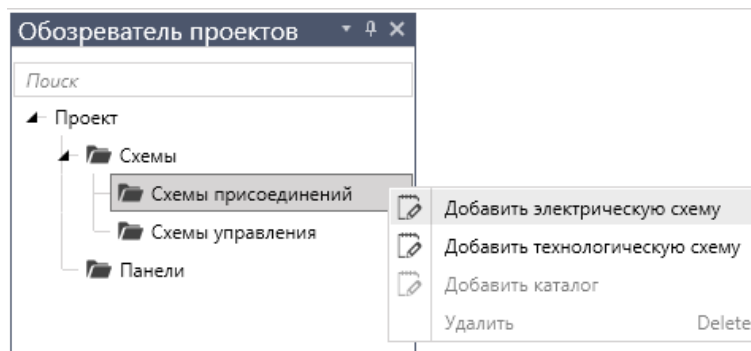 Обозреватель проектов
Поиск
Проект
Схемы
Схемы присоединений
Добавить электрическую схему
Добавить технологическую схему
Схемы управления
Добавить каталог
Панели
Удалить Delete